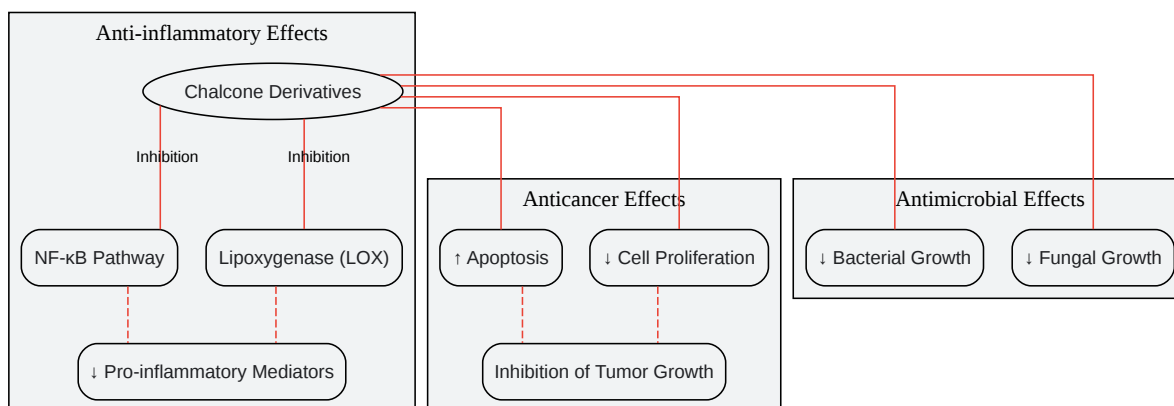 Anti-inflammatory Effects
Chalcone Derivatives
Inhibition
Inhibition
NF-κB Pathway
Lipoxygenase (LOX)
↓ Pro-inflammatory Mediators
Anticancer Effects
↑ Apoptosis
↓ Cell Proliferation
Inhibition of Tumor Growth
Antimicrobial Effects
↓ Bacterial Growth
↓ Fungal Growth